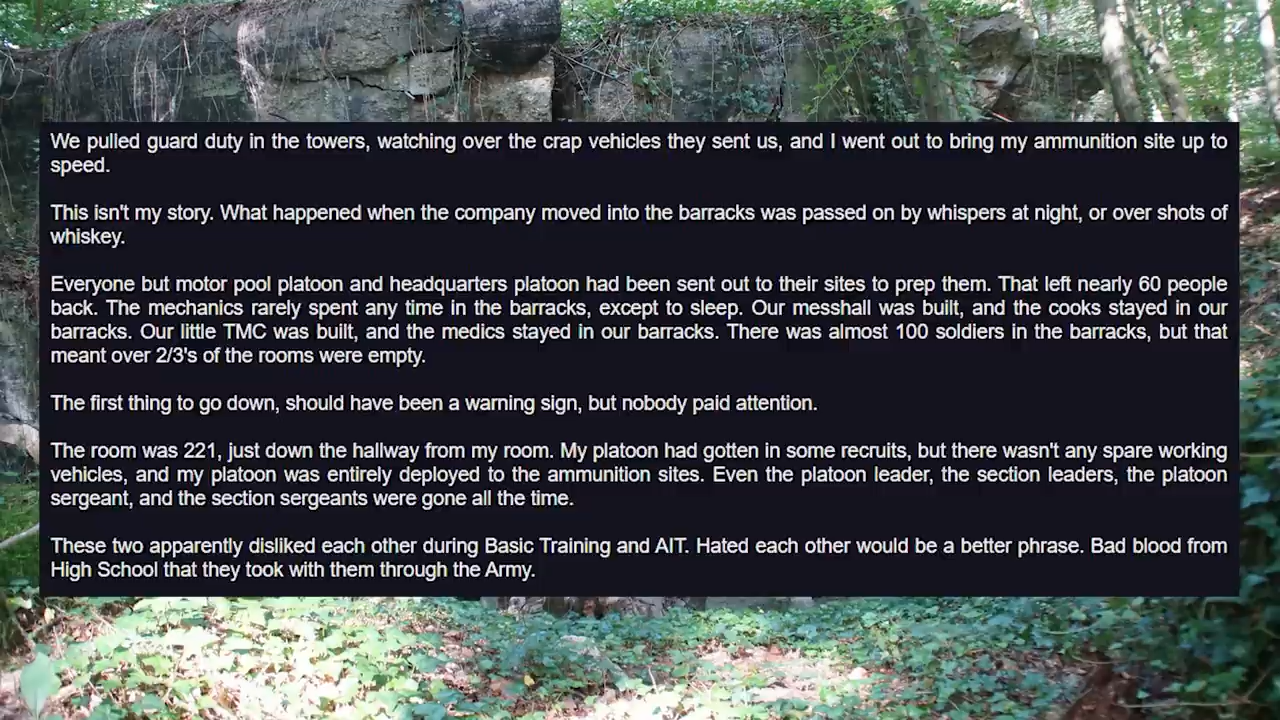 We pulled guard duty in the towers, watching over the crap vehicles they sent us, and I went out to bring my ammunition site up to
speed.
This isn't my story. What happened when the company moved into the barracks was passed on by whispers at night, or over shots of
whiskey.
Everyone but motor pool platoon and headquarters platoon had been sent out to their sites to prep them. That left nearly 60 people
back. The mechanics rarely spent any time in the barracks, except to sleep. Our messhall was built, and the cooks stayed in our
barracks. Our little TMC was built, and the medics stayed in our barracks. There was almost 100 soldiers in the barracks, but that
meant over 2/3's of the rooms were empty.
The first thing to go down, should have been a warning sign, but nobody paid attention.
The room was 221, just down the hallway from my room. My platoon had gotten in some recruits, but there wasn't any spare working
vehicles, and my platoon was entirely deployed to the ammunition sites. Even the platoon leader, the section leaders, the platoon
sergeant, and the section sergeants were gone all the time.
These two apparently disliked each other during Basic Training and AIT. Hated each other would be a better phrase. Bad blood from
High School that they took with them through the Army.